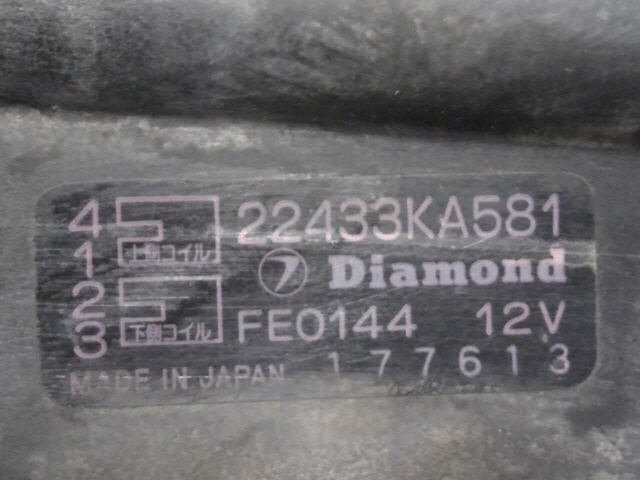 4 22433KA581
1 上側コイル Diamond
2
3 下側コイル FE0144 12V
MADE IN JAPAN 177613